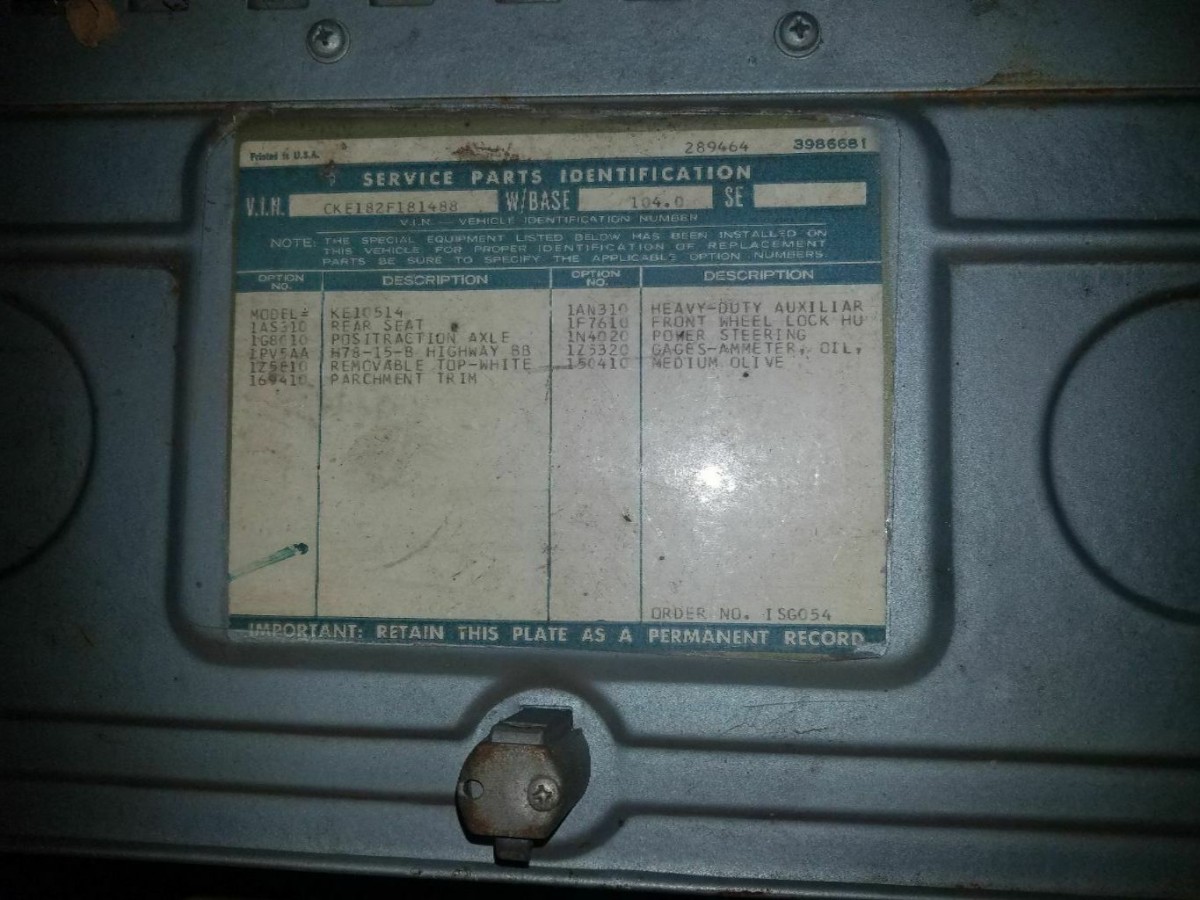 Printed in U.S.A. 289464 3986681
SERVICE PARTS IDENTIFICATION
V.I.N. CKE182F181488 W/BASE 104.0 SE
V.I.N. — VEHICLE IDENTIFICATION NUMBER
NOTE: THE SPECIAL EQUIPMENT LISTED BELOW HAS BEEN INSTALLED ON
THIS VEHICLE. FOR PROPER IDENTIFICATION OF REPLACEMENT
PARTS BE SURE TO SPECIFY THE APPLICABLE OPTION NUMBERS.
OPTION NO. DESCRIPTION OPTION NO. DESCRIPTION
MODEL= KE10514 1AN310 HEAVY-DUTY AUXILIAR
1AS310 REAR SEAT 1F7610 FRONT WHEEL LOCK HU
1G8010 POSITRACTION AXLE 1N4020 POWER STEERING
1PV5AA H78-15-B HIGHWAY BB 1Z5320 GAGES-AMMETER, OIL,
1Z5810 REMOVABLE TOP-WHITE 150410 MEDIUM OLIVE
169410 PARCHMENT TRIM
ORDER NO. ISG054
IMPORTANT: RETAIN THIS PLATE AS A PERMANENT RECORD